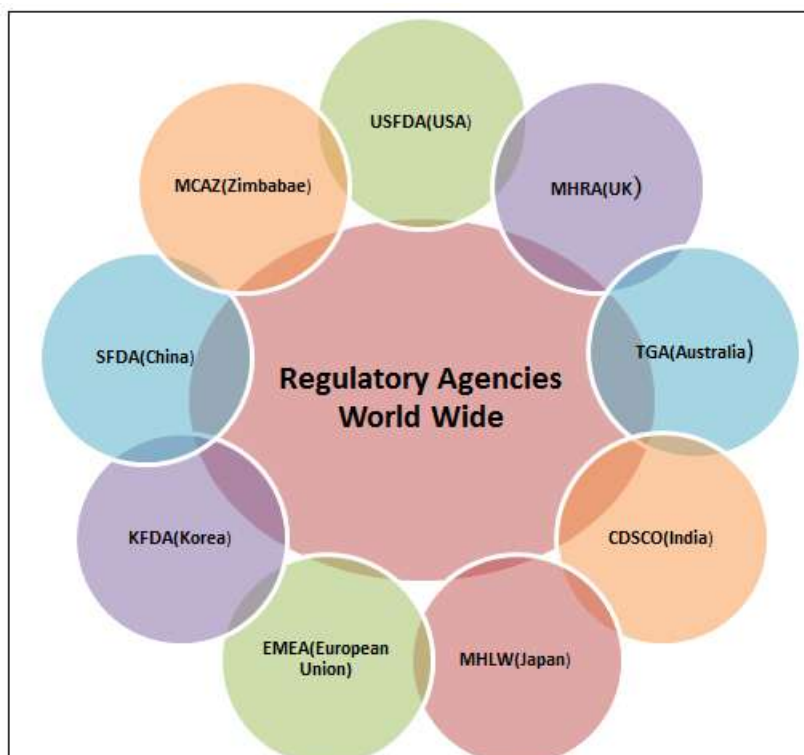 USFDA(USA)
MHRA(UK)
TGA(Australia)
CDSCO(India)
MHLW(Japan)
EMEA(European
Union)
KFDA(Korea)
SFDA(China)
MCAZ(Zimbabae)
Regulatory Agencies
World Wide